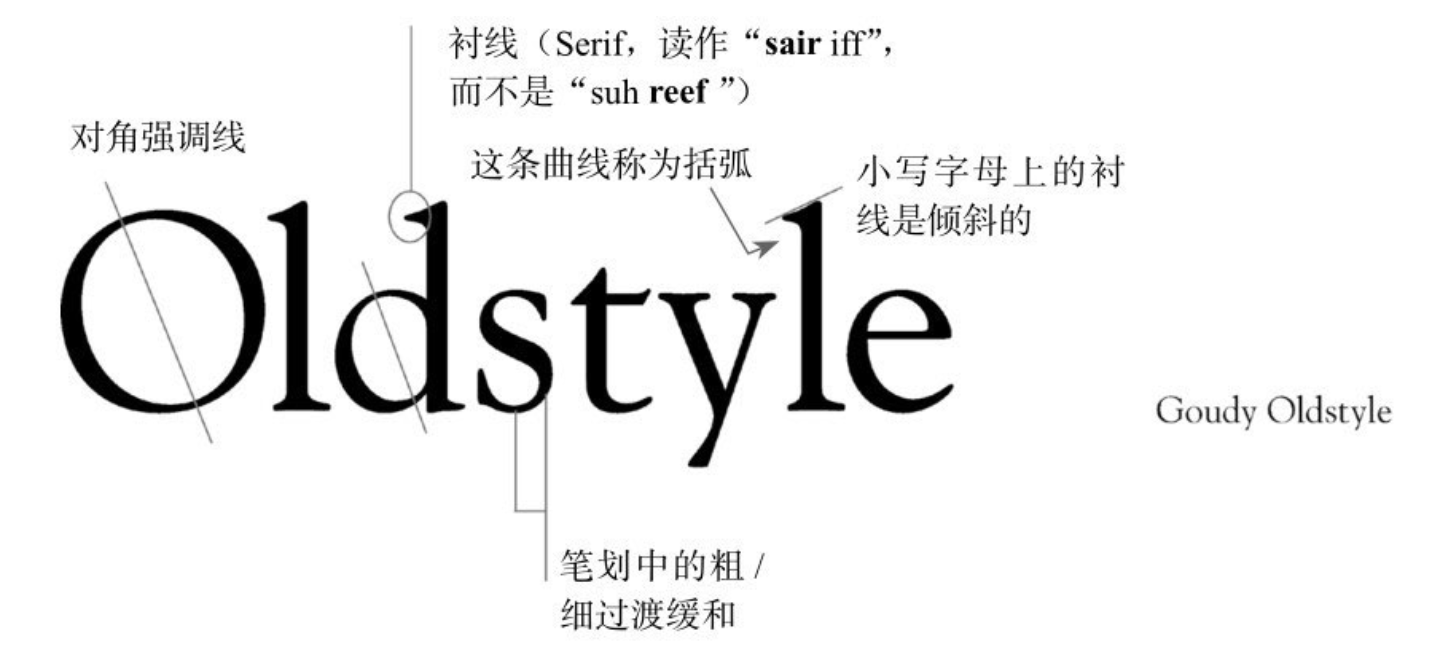 衬线（Serif，读作“sair iff”，
而不是“suh reef ”）
对角强调线
这条曲线称为括弧
小写字母上的衬
线是倾斜的
Oldstyle
Goudy Oldstyle
笔划中的粗 /
细过渡缓和